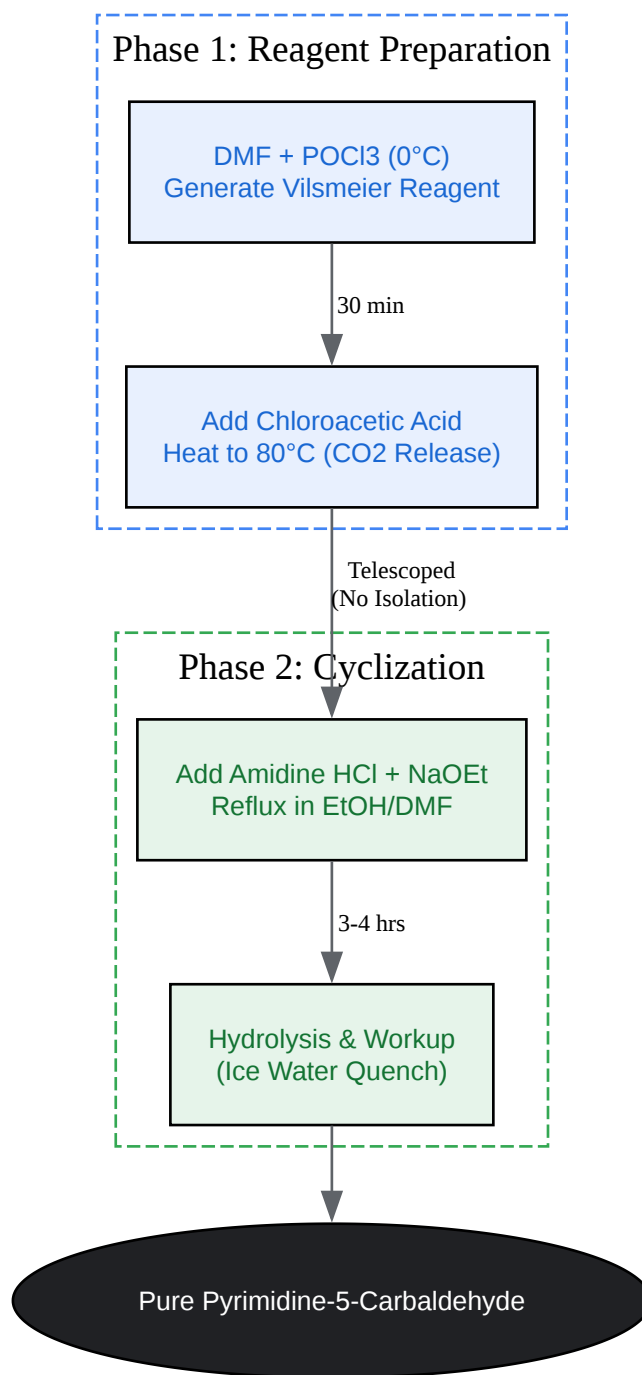 Phase 1: Reagent Preparation
DMF + POCl3 (0°C)
Generate Vilsmeier Reagent
30 min
Add Chloroacetic Acid
Heat to 80°C (CO2 Release)
Telescoped
(No Isolation)
Phase 2: Cyclization
Add Amidine HCl + NaOEt
Reflux in EtOH/DMF
3-4 hrs
Hydrolysis & Workup
(Ice Water Quench)
Pure Pyrimidine-5-Carbaldehyde